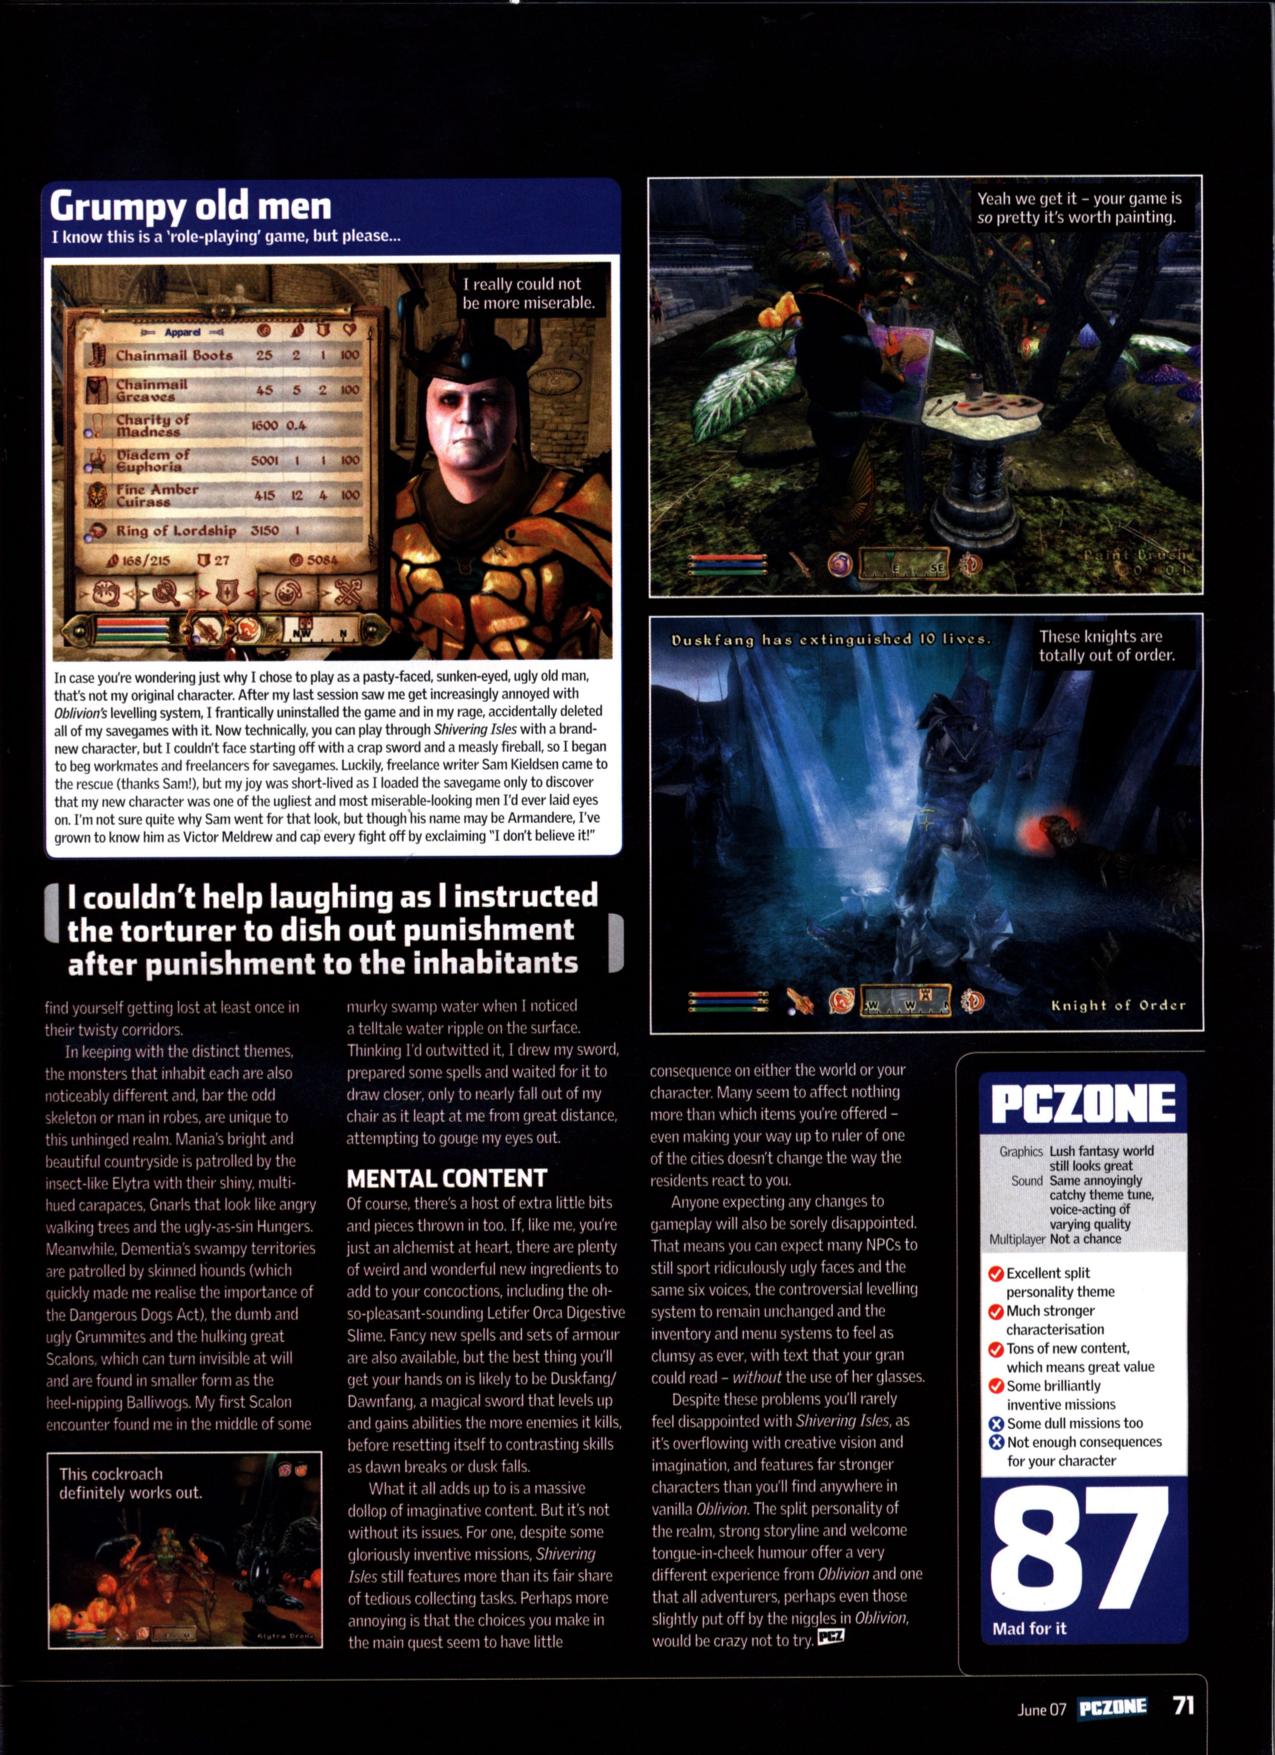 Grumpy old men
I know this is a 'role-playing' game, but please...
I really could not
be more miserable.
Apparel
Chainmail Boots 25 2 1 100
Chainmail
Greaves 45 5 2 100
Charity of
Madness 1600 0.4
Diadem of
Euphoria 5001 1 1 100
Fine Amber
Cuirass 415 12 4 100
Ring of Lordship 3150 1
168/215 27 5084
NW N
In case you're wondering just why I chose to play as a pasty-faced, sunken-eyed, ugly old man,
that's not my original character. After my last session saw me get increasingly annoyed with
Oblivion's levelling system, I frantically uninstalled the game and in my rage, accidentally deleted
all of my savegames with it. Now technically, you can play through Shivering Isles with a brand-
new character, but I couldn't face starting off with a crap sword and a measly fireball, so I began
to beg workmates and freelancers for savegames. Luckily, freelance writer Sam Kieldsen came to
the rescue (thanks Sam!), but my joy was short-lived as I loaded the savegame only to discover
that my new character was one of the ugliest and most miserable-looking men I'd ever laid eyes
on. I'm not sure quite why Sam went for that look, but though his name may be Armandere, I've
grown to know him as Victor Meldrew and cap every fight off by exclaiming "I don't believe it!"
I couldn't help laughing as I instructed
the torturer to dish out punishment
after punishment to the inhabitants
find yourself getting lost at least once in
their twisty corridors.
In keeping with the distinct themes,
the monsters that inhabit each are also
noticeably different and, bar the odd
skeleton or man in robes, are unique to
this unhinged realm. Mania's bright and
beautiful countryside is patrolled by the
insect-like Elytra with their shiny, multi-
hued carapaces, Gnarls that look like angry
walking trees and the ugly-as-sin Hungers.
Meanwhile, Dementia's swampy territories
are patrolled by skinned hounds (which
quickly made me realise the importance of
the Dangerous Dogs Act), the dumb and
ugly Grummites and the hulking great
Scalons, which can turn invisible at will
and are found in smaller form as the
heel-nipping Balliwogs. My first Scalon
encounter found me in the middle of some
This cockroach
definitely works out.
Elytra Drone
murky swamp water when I noticed
a telltale water ripple on the surface.
Thinking I'd outwitted it, I drew my sword,
prepared some spells and waited for it to
draw closer, only to nearly fall out of my
chair as it leapt at me from great distance,
attempting to gouge my eyes out.
MENTAL CONTENT
Of course, there's a host of extra little bits
and pieces thrown in too. If, like me, you're
just an alchemist at heart, there are plenty
of weird and wonderful new ingredients to
add to your concoctions, including the oh-
so-pleasant-sounding Letifer Orca Digestive
Slime. Fancy new spells and sets of armour
are also available, but the best thing you'll
get your hands on is likely to be Duskfang/
Dawnfang, a magical sword that levels up
and gains abilities the more enemies it kills,
before resetting itself to contrasting skills
as dawn breaks or dusk falls.
What it all adds up to is a massive
dollop of imaginative content. But it's not
without its issues. For one, despite some
gloriously inventive missions, Shivering
Isles still features more than its fair share
of tedious collecting tasks. Perhaps more
annoying is that the choices you make in
the main quest seem to have little
Yeah we get it – your game is
so pretty it's worth painting.
E SE
Paint Brush
0 0.1
Duskfang has extinguished 10 lives.
These knights are
totally out of order.
W W N
Knight of Order
consequence on either the world or your
character. Many seem to affect nothing
more than which items you're offered –
even making your way up to ruler of one
of the cities doesn't change the way the
residents react to you.
Anyone expecting any changes to
gameplay will also be sorely disappointed.
That means you can expect many NPCs to
still sport ridiculously ugly faces and the
same six voices, the controversial levelling
system to remain unchanged and the
inventory and menu systems to feel as
clumsy as ever, with text that your gran
could read – without the use of her glasses.
Despite these problems you'll rarely
feel disappointed with Shivering Isles, as
it's overflowing with creative vision and
imagination, and features far stronger
characters than you'll find anywhere in
vanilla Oblivion. The split personality of
the realm, strong storyline and welcome
tongue-in-cheek humour offer a very
different experience from Oblivion and one
that all adventurers, perhaps even those
slightly put off by the niggles in Oblivion,
would be crazy not to try. PCZ
PCZONE
Graphics Lush fantasy world
still looks great
Sound Same annoyingly
catchy theme tune,
voice-acting of
varying quality
Multiplayer Not a chance
Excellent split
personality theme
Much stronger
characterisation
Tons of new content,
which means great value
Some brilliantly
inventive missions
Some dull missions too
Not enough consequences
for your character
87
Mad for it
June 07 PCZONE 71